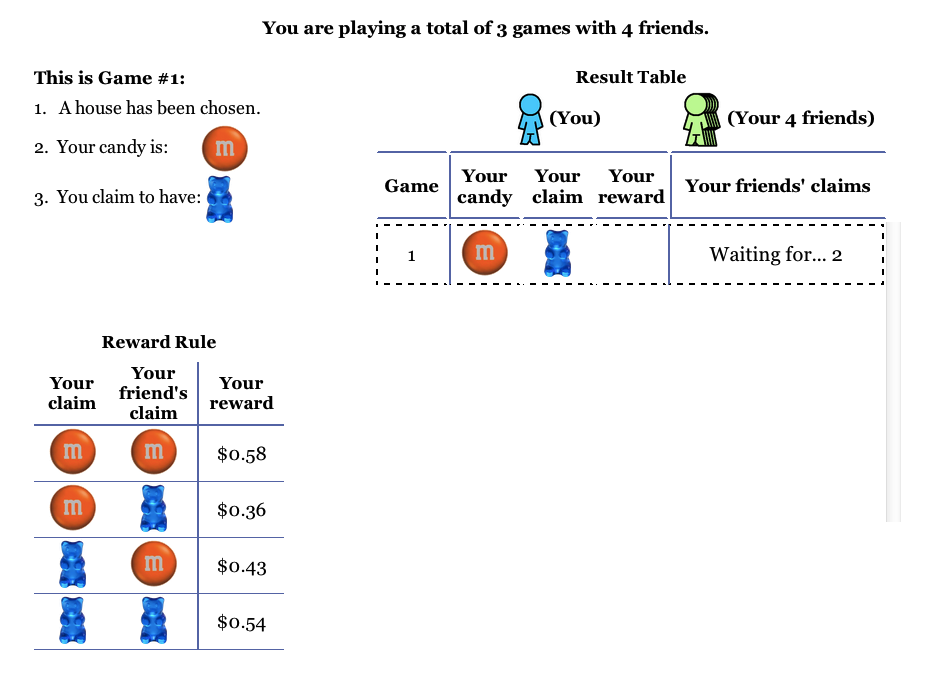 You are playing a total of 3 games with 4 friends.
This is Game #1:
1. A house has been chosen.
2. Your candy is: m
3. You claim to have:
Result Table
(You) (Your 4 friends)
Game Your candy Your claim Your reward Your friends' claims
1 m Waiting for... 2
Reward Rule
Your claim Your friend's claim Your reward
m m $0.58
m $0.36
m $0.43
$0.54